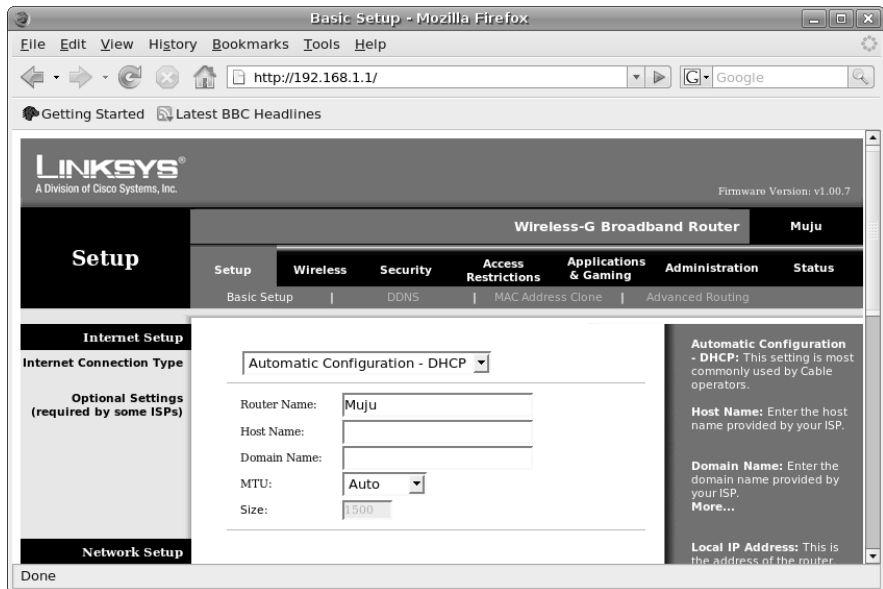 Basic Setup - Mozilla Firefox
File Edit View History Bookmarks Tools Help
http://192.168.1.1/
G Google
Getting Started Latest BBC Headlines
LINKSYS®
A Division of Cisco Systems, Inc.
Firmware Version: v1.00.7
Wireless-G Broadband Router Muju
Setup
Setup Wireless Security Access Restrictions Applications & Gaming Administration Status
Basic Setup | DDNS | MAC Address Clone | Advanced Routing
Internet Setup
Internet Connection Type
Automatic Configuration - DHCP
Optional Settings
(required by some ISPs)
Router Name: Muju
Host Name:
Domain Name:
MTU: Auto
Size: 1500
Network Setup
Automatic Configuration
- DHCP: This setting is most
commonly used by Cable
operators.
Host Name: Enter the host
name provided by your ISP.
Domain Name: Enter the
domain name provided by
your ISP.
More...
Local IP Address: This is
the address of the router
Done